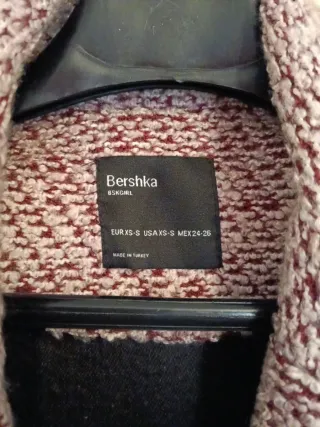 Bershka
BSKGIRL
EUR XS-S USA XS-S MEX 24-26
MADE IN TURKEY